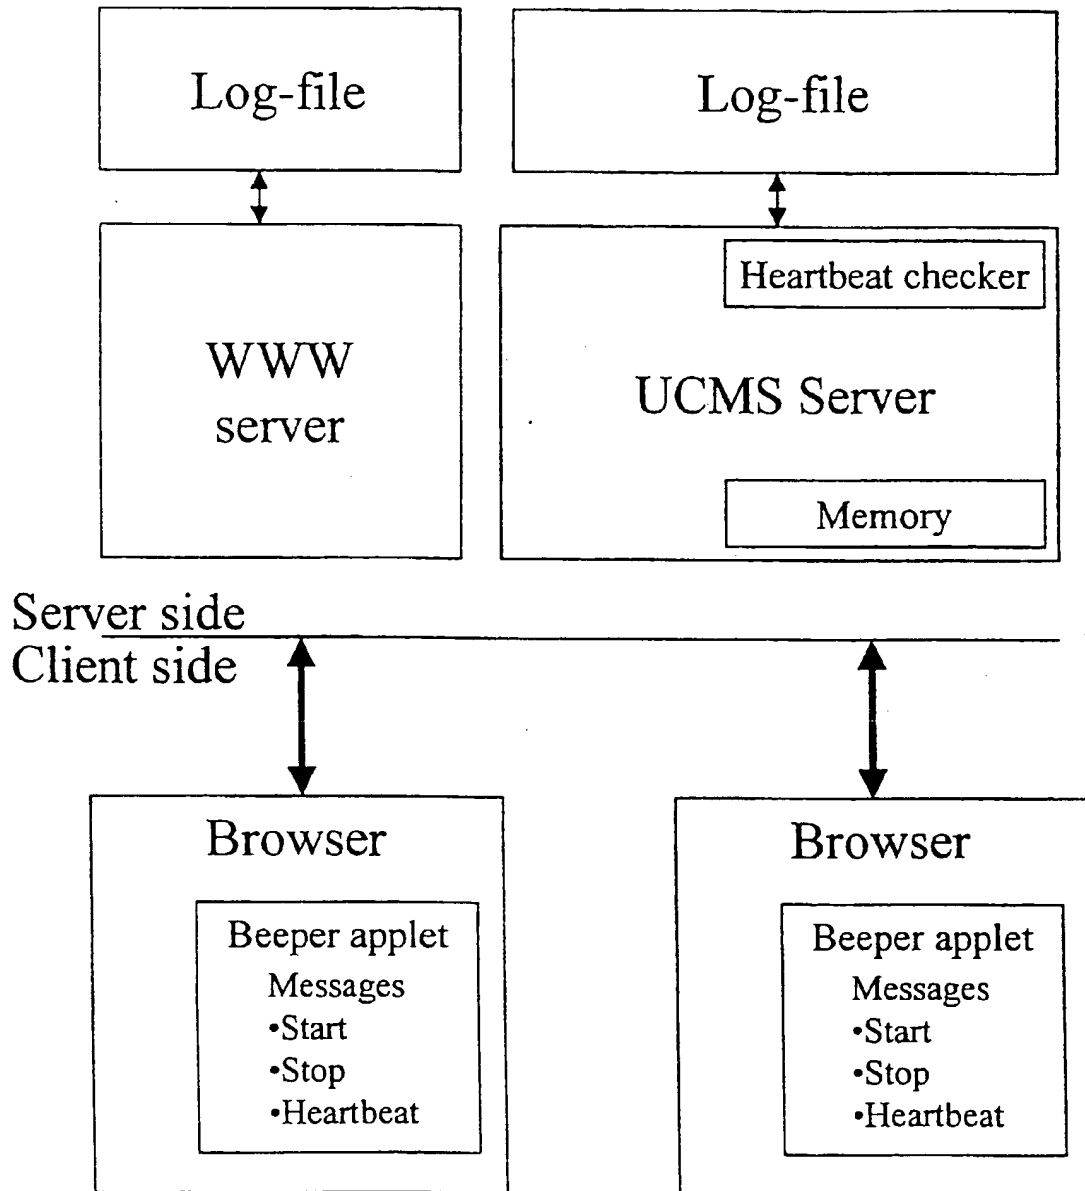 Log-file
Log-file
Heartbeat checker
WWW
server
UCMS Server
Memory
Server side
Client side
Browser
Beeper applet
Messages
•Start
•Stop
•Heartbeat
Browser
Beeper applet
Messages
•Start
•Stop
•Heartbeat